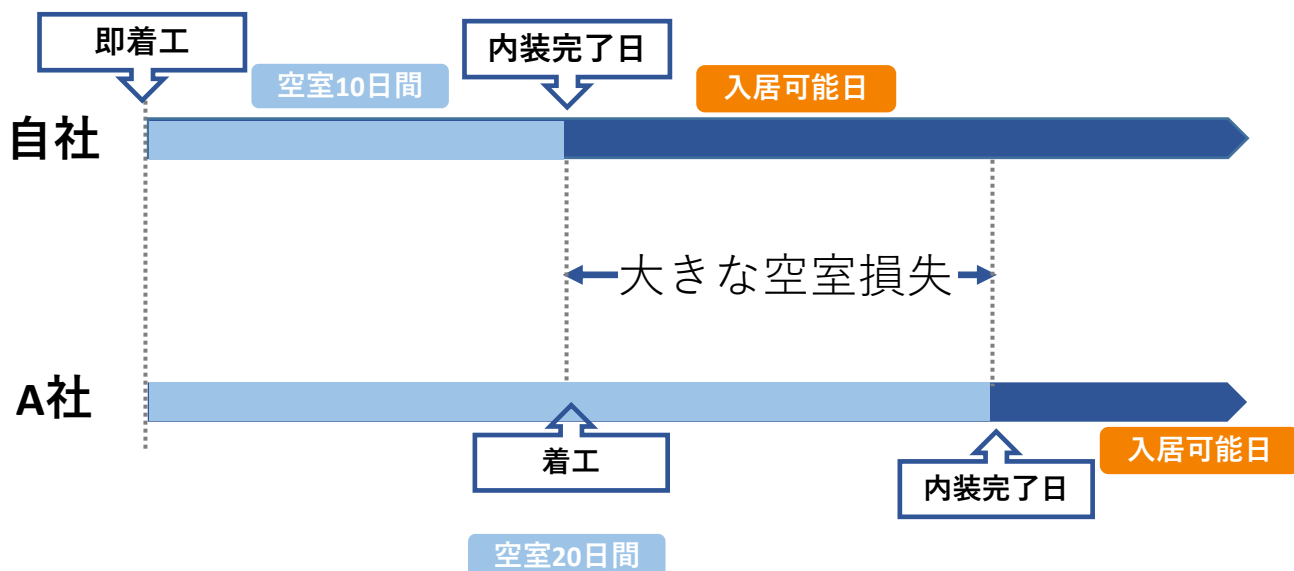 即着工
内装完了日
空室10日間
入居可能日
自社
大きな空室損失
A社
着工
入居可能日
内装完了日
空室20日間